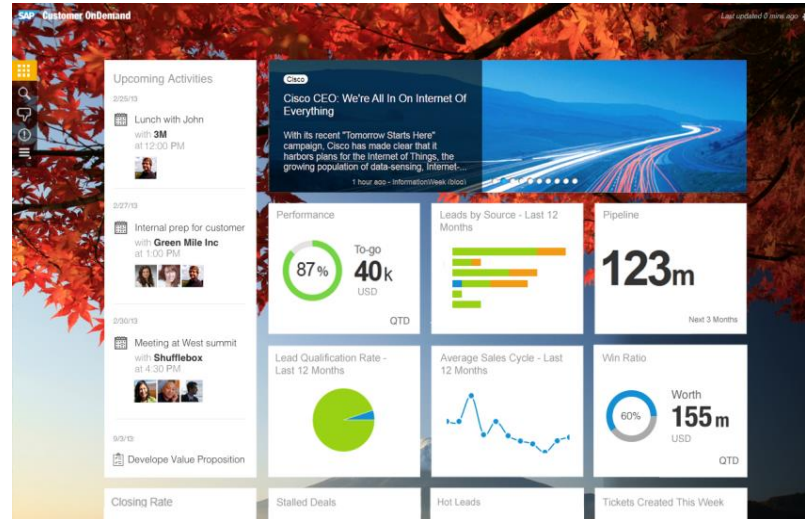 SAP Customer OnDemand
Last updated 0 mins ago
Upcoming Activities
2/25/13
Lunch with John
with 3M
at 12:00 PM
2/27/13
Internal prep for customer
with Green Mile Inc
at 1:00 PM
2/30/13
Meeting at West summit
with Shufflebox
at 4:30 PM
9/3/13
Develope Value Proposition
Cisco
Cisco CEO: We're All In On Internet Of
Everything
With its recent "Tomorrow Starts Here"
campaign, Cisco has made clear that it
harbors plans for the Internet of Things, the
growing population of data-sensing, Internet-...
1 hour ago - InformationWeek (blog)
Performance
87%
To-go
40k
USD
QTD
Leads by Source - Last 12
Months
Pipeline
123m
Next 3 Months
Lead Qualification Rate -
Last 12 Months
Average Sales Cycle - Last
12 Months
Win Ratio
60%
Worth
155m
USD
QTD
Closing Rate
Stalled Deals
Hot Leads
Tickets Created This Week